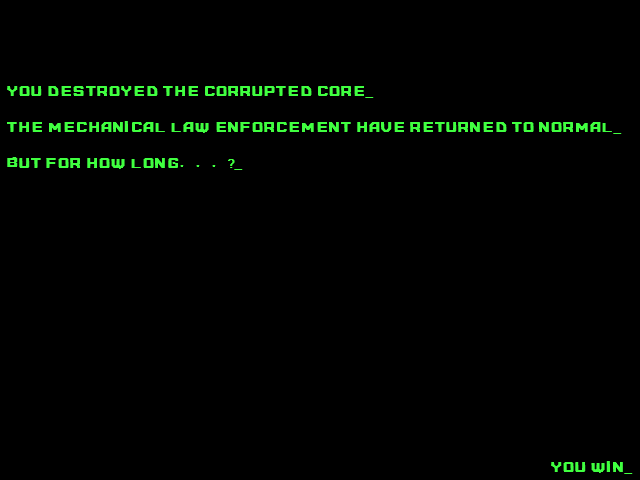 YOU DESTROYED THE CORRUPTED CORE_
THE MECHANICAL LAW ENFORCEMENT HAVE RETURNED TO NORMAL_
BUT FOR HOW LONG. . . ?_
YOU WIN_